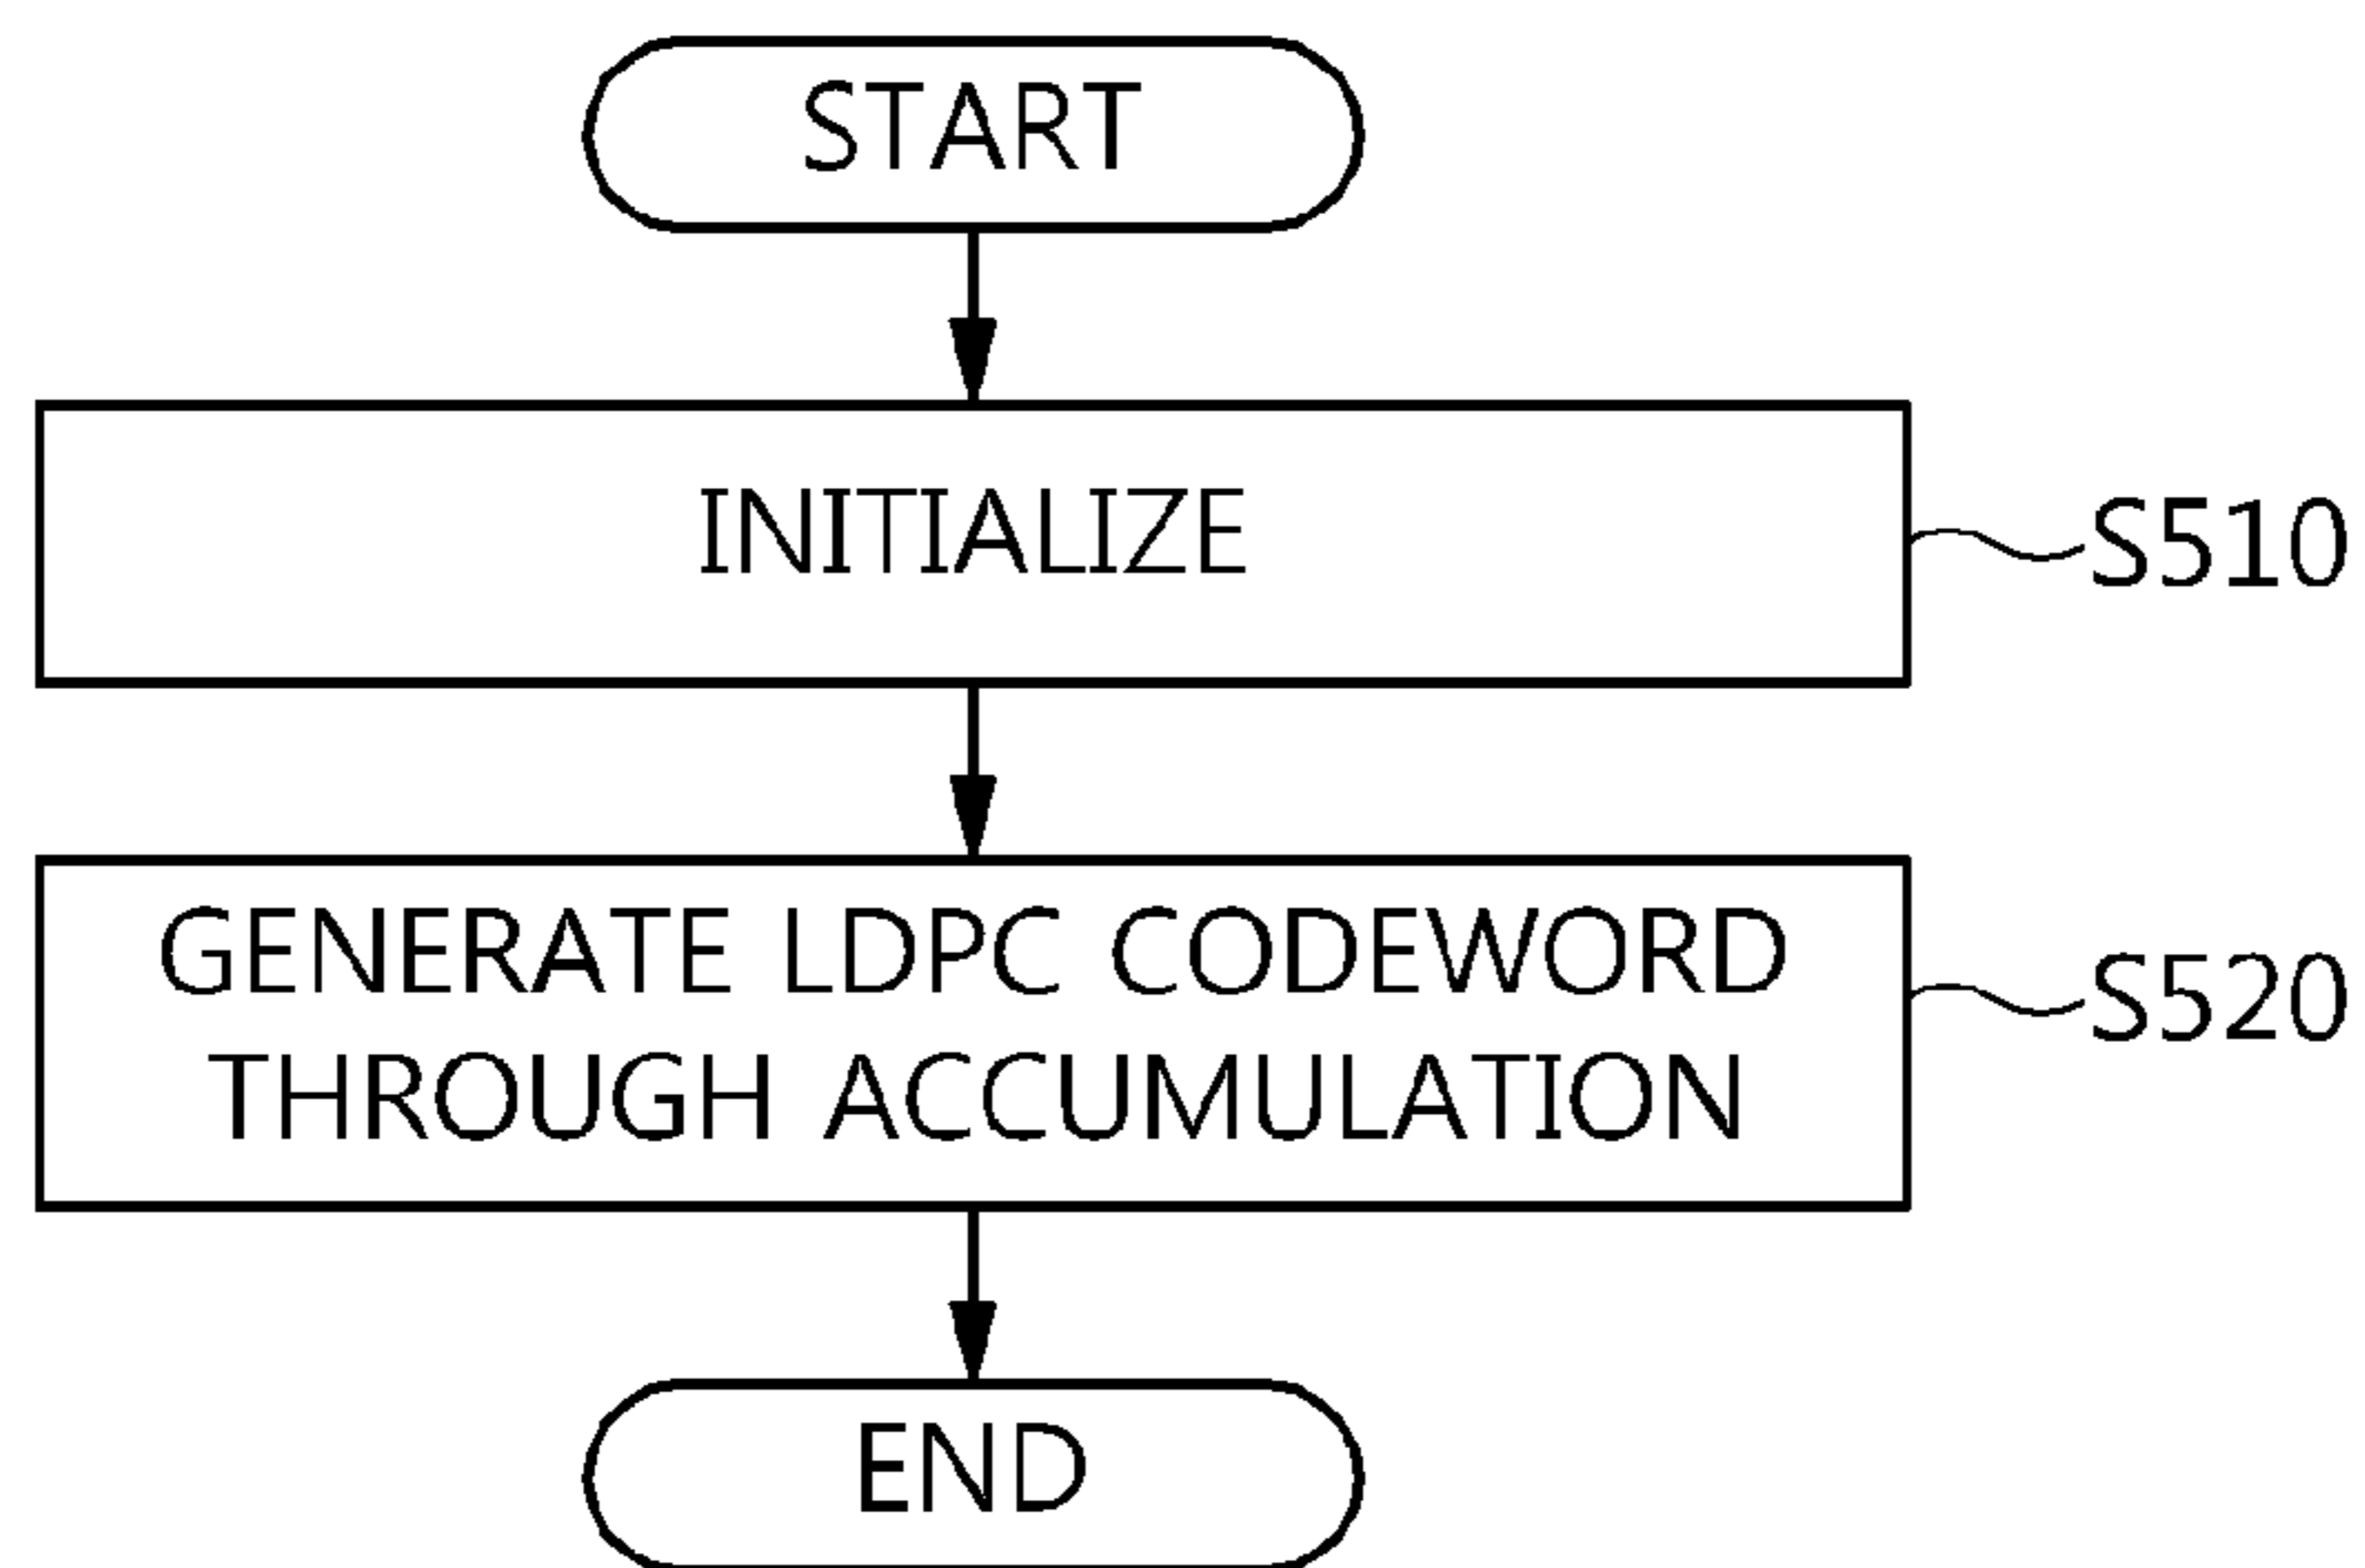 START
INITIALIZE
S510
GENERATE LDPC CODEWORD
THROUGH ACCUMULATION
S520
END